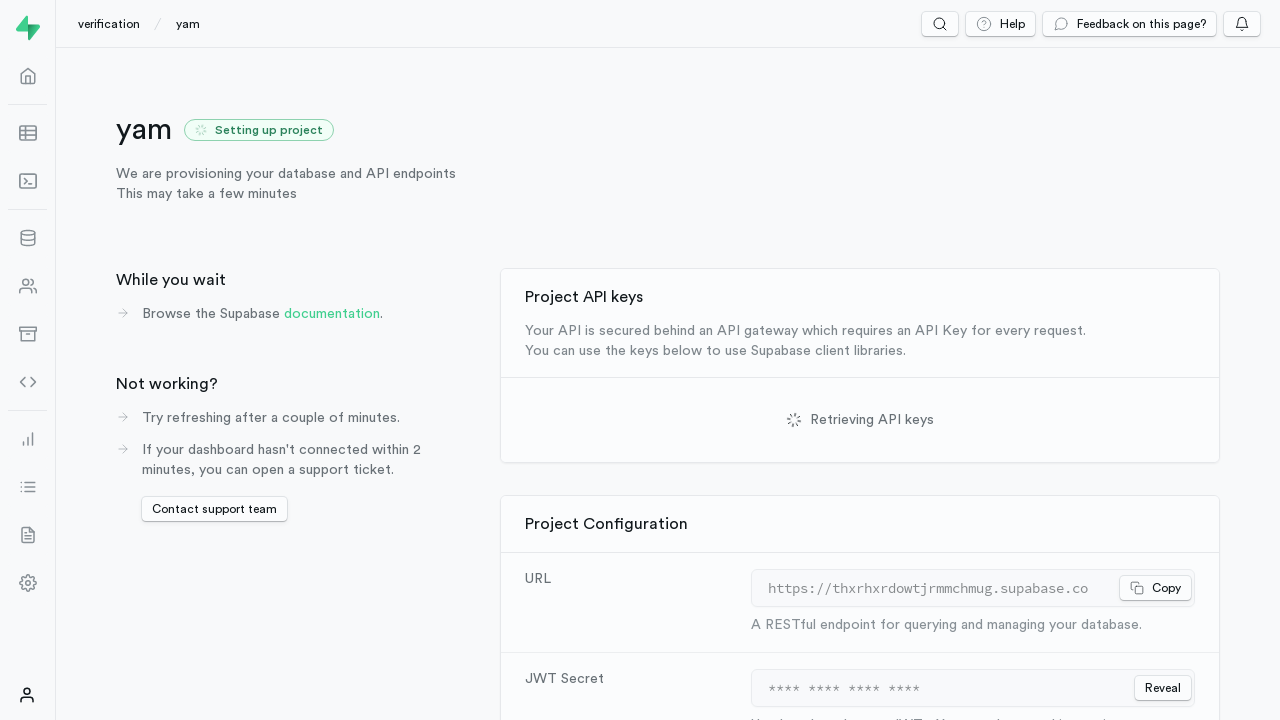 verification / yam
Help
Feedback on this page?
yam
Setting up project
We are provisioning your database and API endpoints
This may take a few minutes
While you wait
Browse the Supabase documentation.
Not working?
Try refreshing after a couple of minutes.
If your dashboard hasn't connected within 2
minutes, you can open a support ticket.
Contact support team
Project API keys
Your API is secured behind an API gateway which requires an API Key for every request.
You can use the keys below to use Supabase client libraries.
Retrieving API keys
Project Configuration
URL
https://thxrhxrdowtjrmmchmug.supabase.co
Copy
A RESTful endpoint for querying and managing your database.
JWT Secret
**** **** **** ****
Reveal